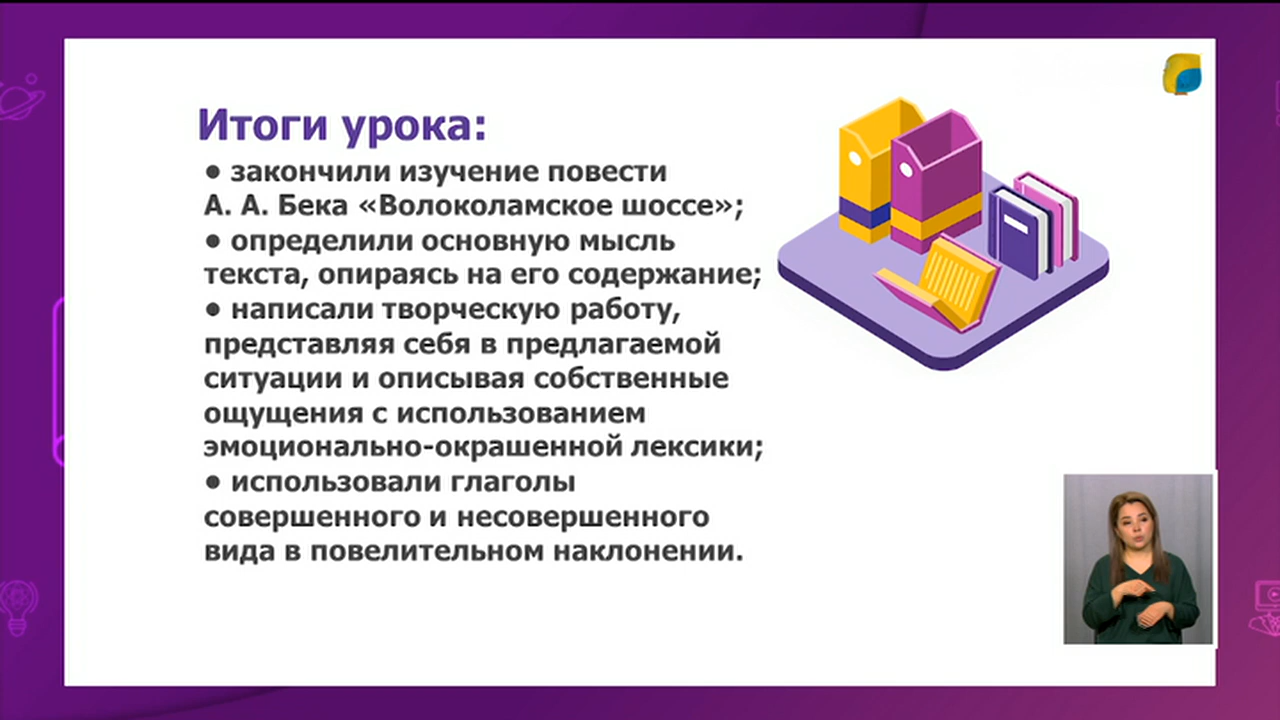 Итоги урока:
● закончили изучение повести
А. А. Бека «Волоколамское шоссе»;
● определили основную мысль
текста, опираясь на его содержание;
● написали творческую работу,
представляя себя в предлагаемой
ситуации и описывая собственные
ощущения с использованием
эмоционально-окрашенной лексики;
● использовали глаголы
совершенного и несовершенного
вида в повелительном наклонении.